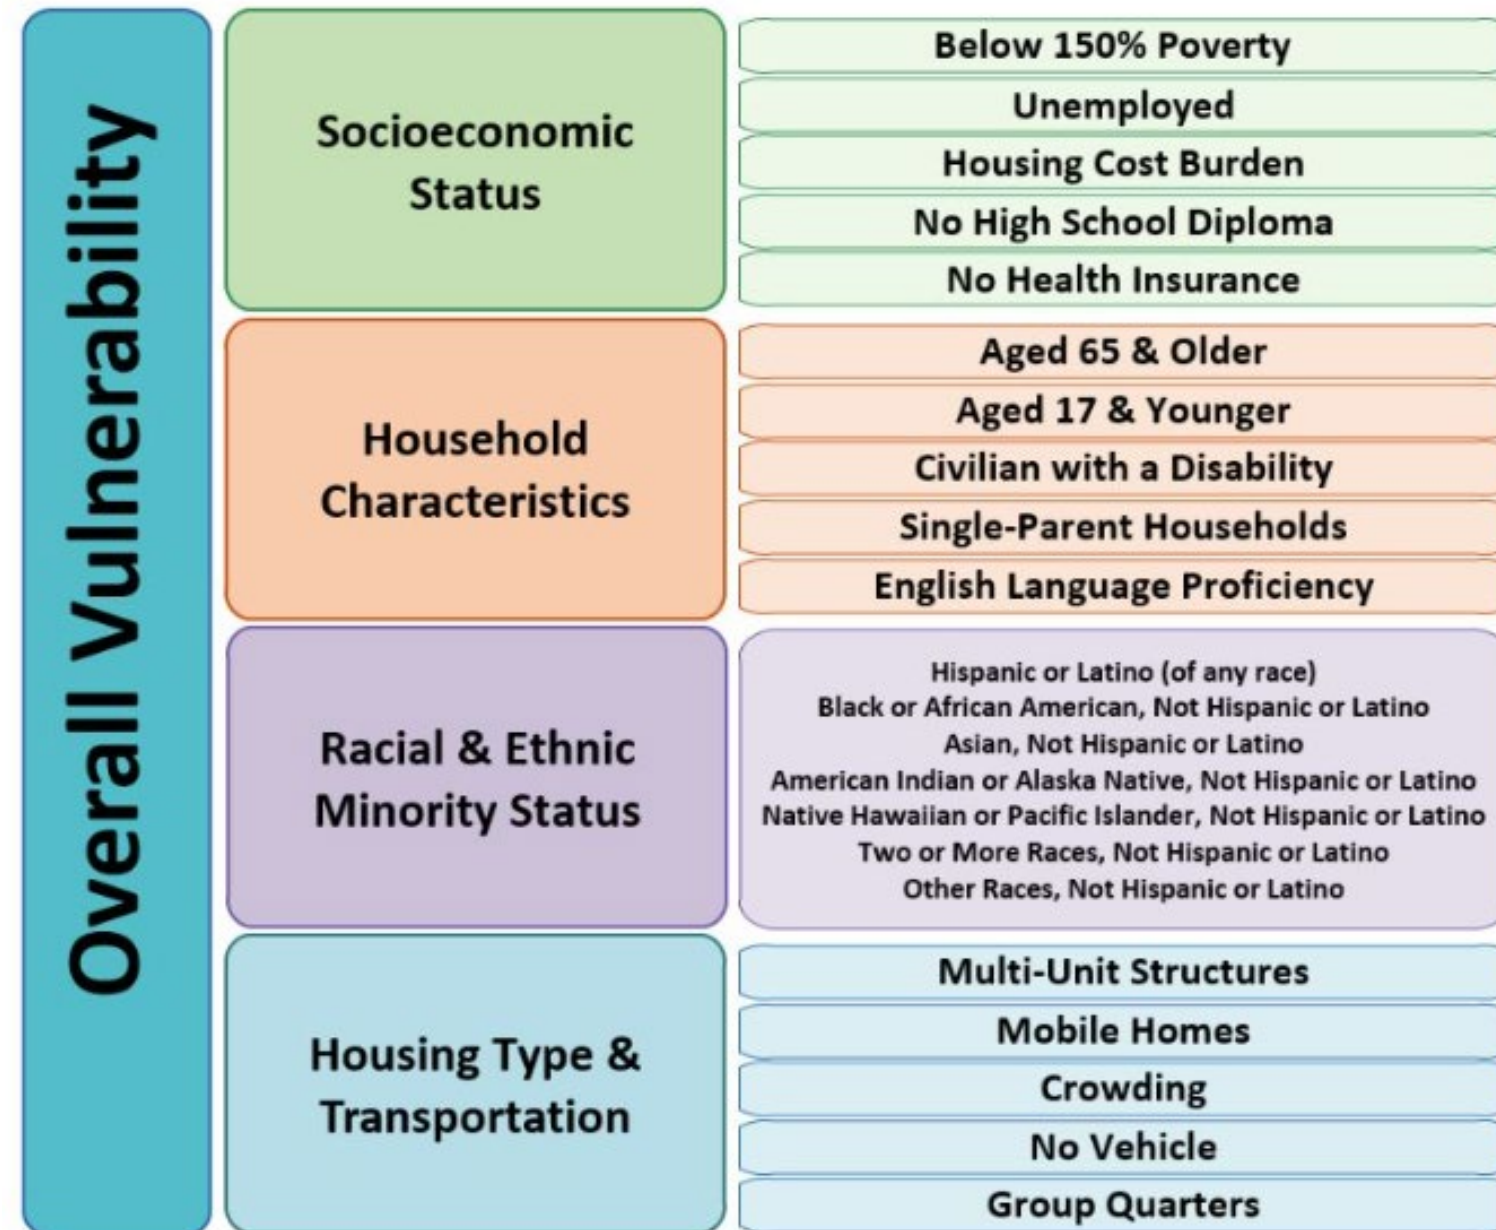 Overall Vulnerability
Socioeconomic
Status
Below 150% Poverty
Unemployed
Housing Cost Burden
No High School Diploma
No Health Insurance
Household
Characteristics
Aged 65 & Older
Aged 17 & Younger
Civilian with a Disability
Single-Parent Households
English Language Proficiency
Racial & Ethnic
Minority Status
Hispanic or Latino (of any race)
Black or African American, Not Hispanic or Latino
Asian, Not Hispanic or Latino
American Indian or Alaska Native, Not Hispanic or Latino
Native Hawaiian or Pacific Islander, Not Hispanic or Latino
Two or More Races, Not Hispanic or Latino
Other Races, Not Hispanic or Latino
Housing Type &
Transportation
Multi-Unit Structures
Mobile Homes
Crowding
No Vehicle
Group Quarters